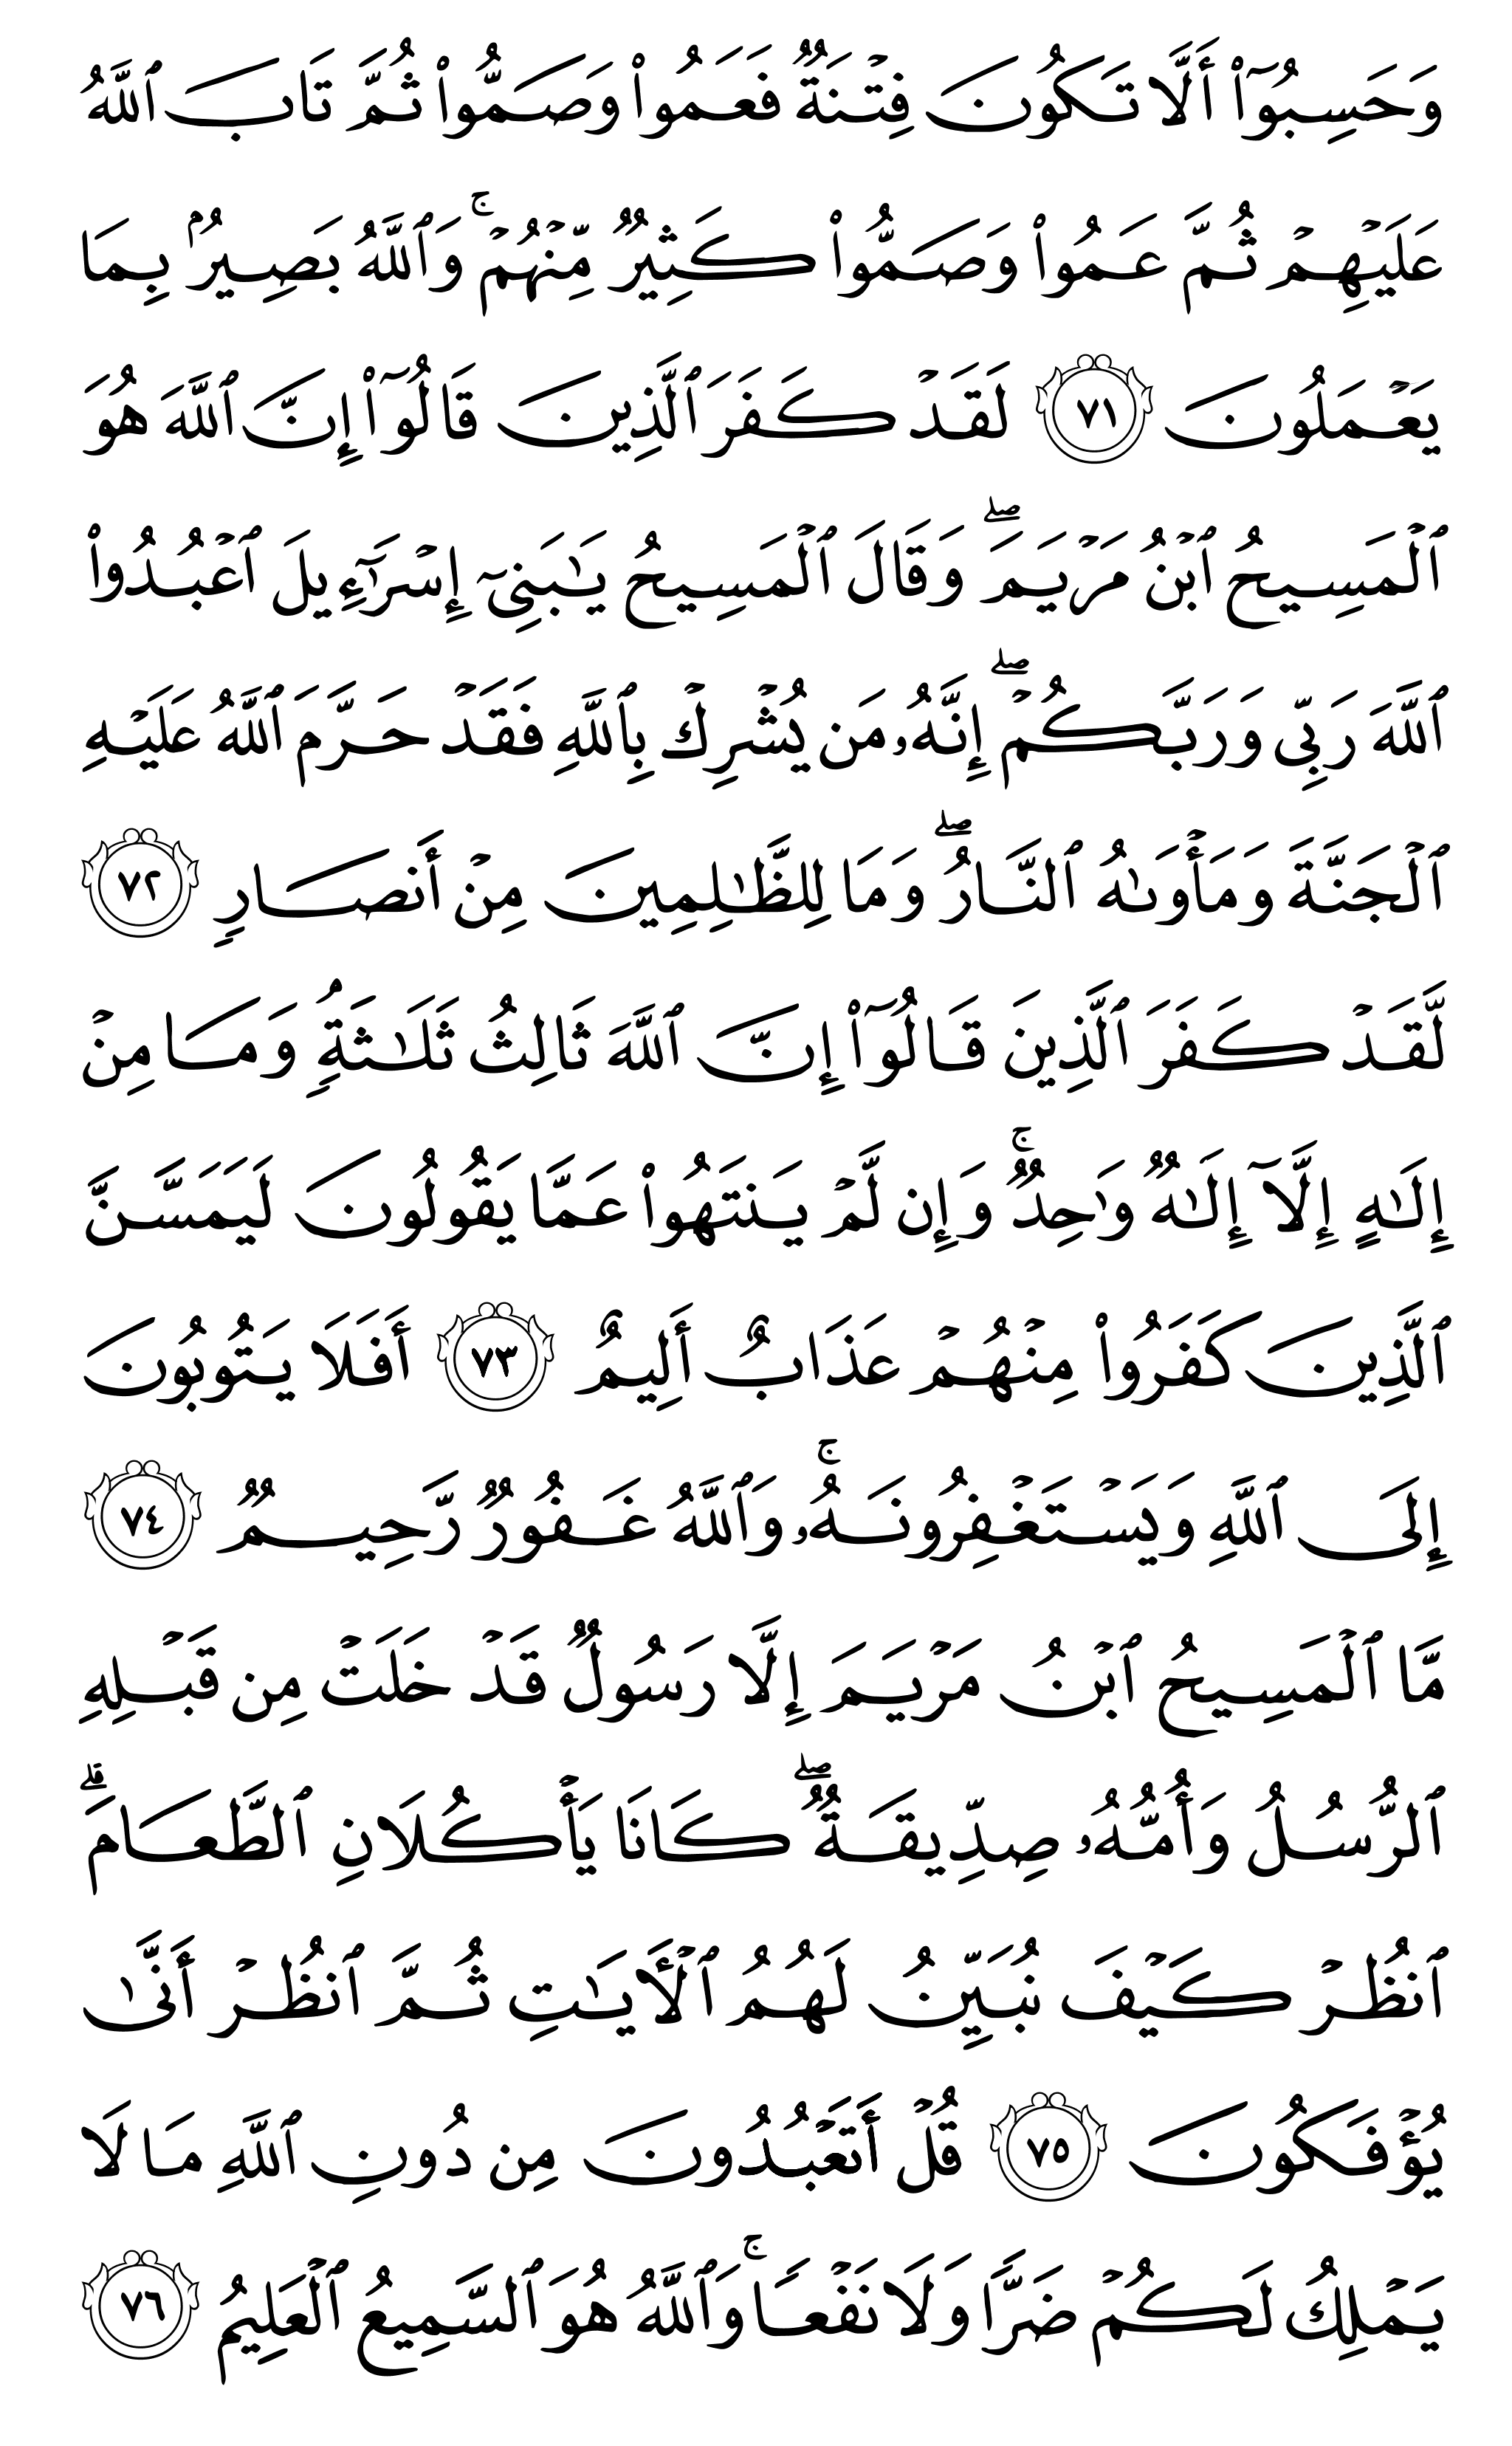 وَحَسِبُوٓا۟ أَلَّا تَكُونَ فِتْنَةٌۭ فَعَمُوا۟ وَصَمُّوا۟ ثُمَّ تَابَ ٱللَّهُ
عَلَيْهِمْ ثُمَّ عَمُوا۟ وَصَمُّوا۟ كَثِيرٌۭ مِّنْهُمْ ۚ وَٱللَّهُ بَصِيرٌۢ بِمَا
يَعْمَلُونَ ٧١ لَقَدْ كَفَرَ ٱلَّذِينَ قَالُوٓا۟ إِنَّ ٱللَّهَ هُوَ
ٱلْمَسِيحُ ٱبْنُ مَرْيَمَ ۖ وَقَالَ ٱلْمَسِيحُ يَـٰبَنِىٓ إِسْرَٰٓءِيلَ ٱعْبُدُوا۟
ٱللَّهَ رَبِّى وَرَبَّكُمْ ۖ إِنَّهُۥ مَن يُشْرِكْ بِٱللَّهِ فَقَدْ حَرَّمَ ٱللَّهُ عَلَيْهِ
ٱلْجَنَّةَ وَمَأْوَىٰهُ ٱلنَّارُ ۖ وَمَا لِلظَّـٰلِمِينَ مِنْ أَنصَارٍۢ ٧٢
لَّقَدْ كَفَرَ ٱلَّذِينَ قَالُوٓا۟ إِنَّ ٱللَّهَ ثَالِثُ ثَلَـٰثَةٍۢ ۘ وَمَا مِنْ
إِلَـٰهٍ إِلَّآ إِلَـٰهٌۭ وَٰحِدٌۭ ۚ وَإِن لَّمْ يَنتَهُوا۟ عَمَّا يَقُولُونَ لَيَمَسَّنَّ
ٱلَّذِينَ كَفَرُوا۟ مِنْهُمْ عَذَابٌ أَلِيمٌ ٧٣ أَفَلَا يَتُوبُونَ
إِلَى ٱللَّهِ وَيَسْتَغْفِرُونَهُۥ ۚ وَٱللَّهُ غَفُورٌۭ رَّحِيمٌۭ ٧٤
مَّا ٱلْمَسِيحُ ٱبْنُ مَرْيَمَ إِلَّا رَسُولٌۭ قَدْ خَلَتْ مِن قَبْلِهِ
ٱلرُّسُلُ وَأُمُّهُۥ صِدِّيقَةٌۭ ۖ كَانَا يَأْكُلَانِ ٱلطَّعَامَ ۗ
ٱنظُرْ كَيْفَ نُبَيِّنُ لَهُمُ ٱلْـَٔايَـٰتِ ثُمَّ ٱنظُرْ أَنَّىٰ
يُؤْفَكُونَ ٧٥ قُلْ أَتَعْبُدُونَ مِن دُونِ ٱللَّهِ مَا لَا
يَمْلِكُ لَكُمْ ضَرًّۭا وَلَا نَفْعًۭا ۚ وَٱللَّهُ هُوَ ٱلسَّمِيعُ ٱلْعَلِيمُ ٧٦